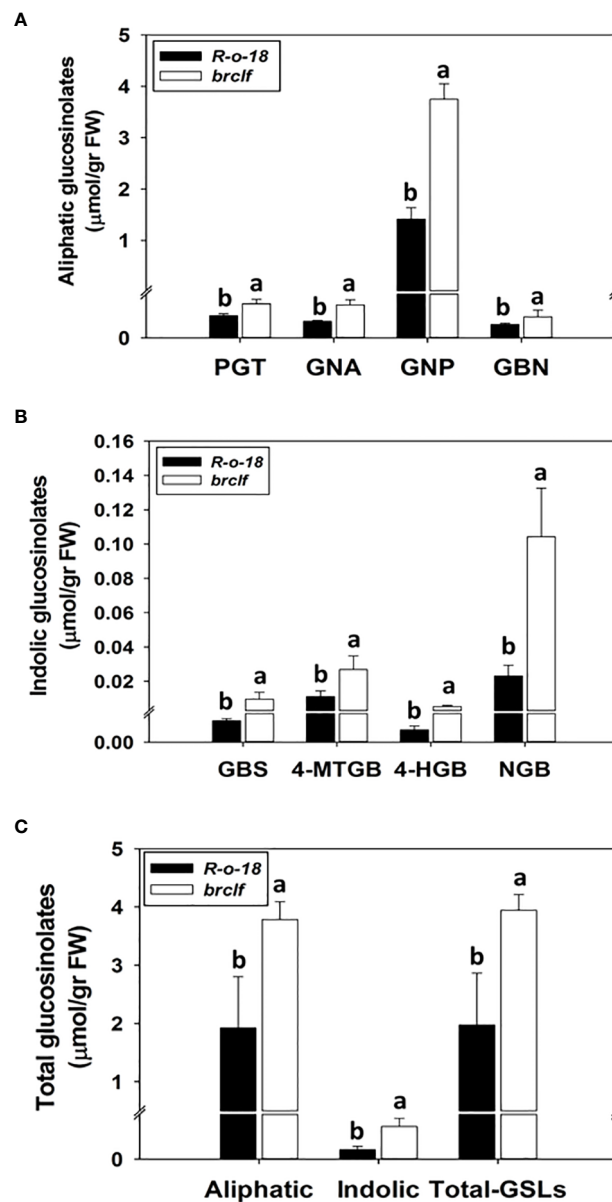 A
Aliphatic glucosinolates
(μmol/gr FW)
5
4
3
2
1
0
R-o-18
brclf
b
a
b
a
b
a
b
a
PGT
GNA
GNP
GBN
B
Indolic glucosinolates
(μmol/gr FW)
0.16
0.14
0.12
0.10
0.08
0.06
0.04
0.02
0.00
R-o-18
brclf
b
a
b
a
b
a
b
a
GBS
4-MTGB
4-HGB
NGB
C
Total glucosinolates
(μmol/gr FW)
5
4
3
2
1
0
R-o-18
brclf
b
a
b
a
b
a
Aliphatic
Indolic
Total-GSLs